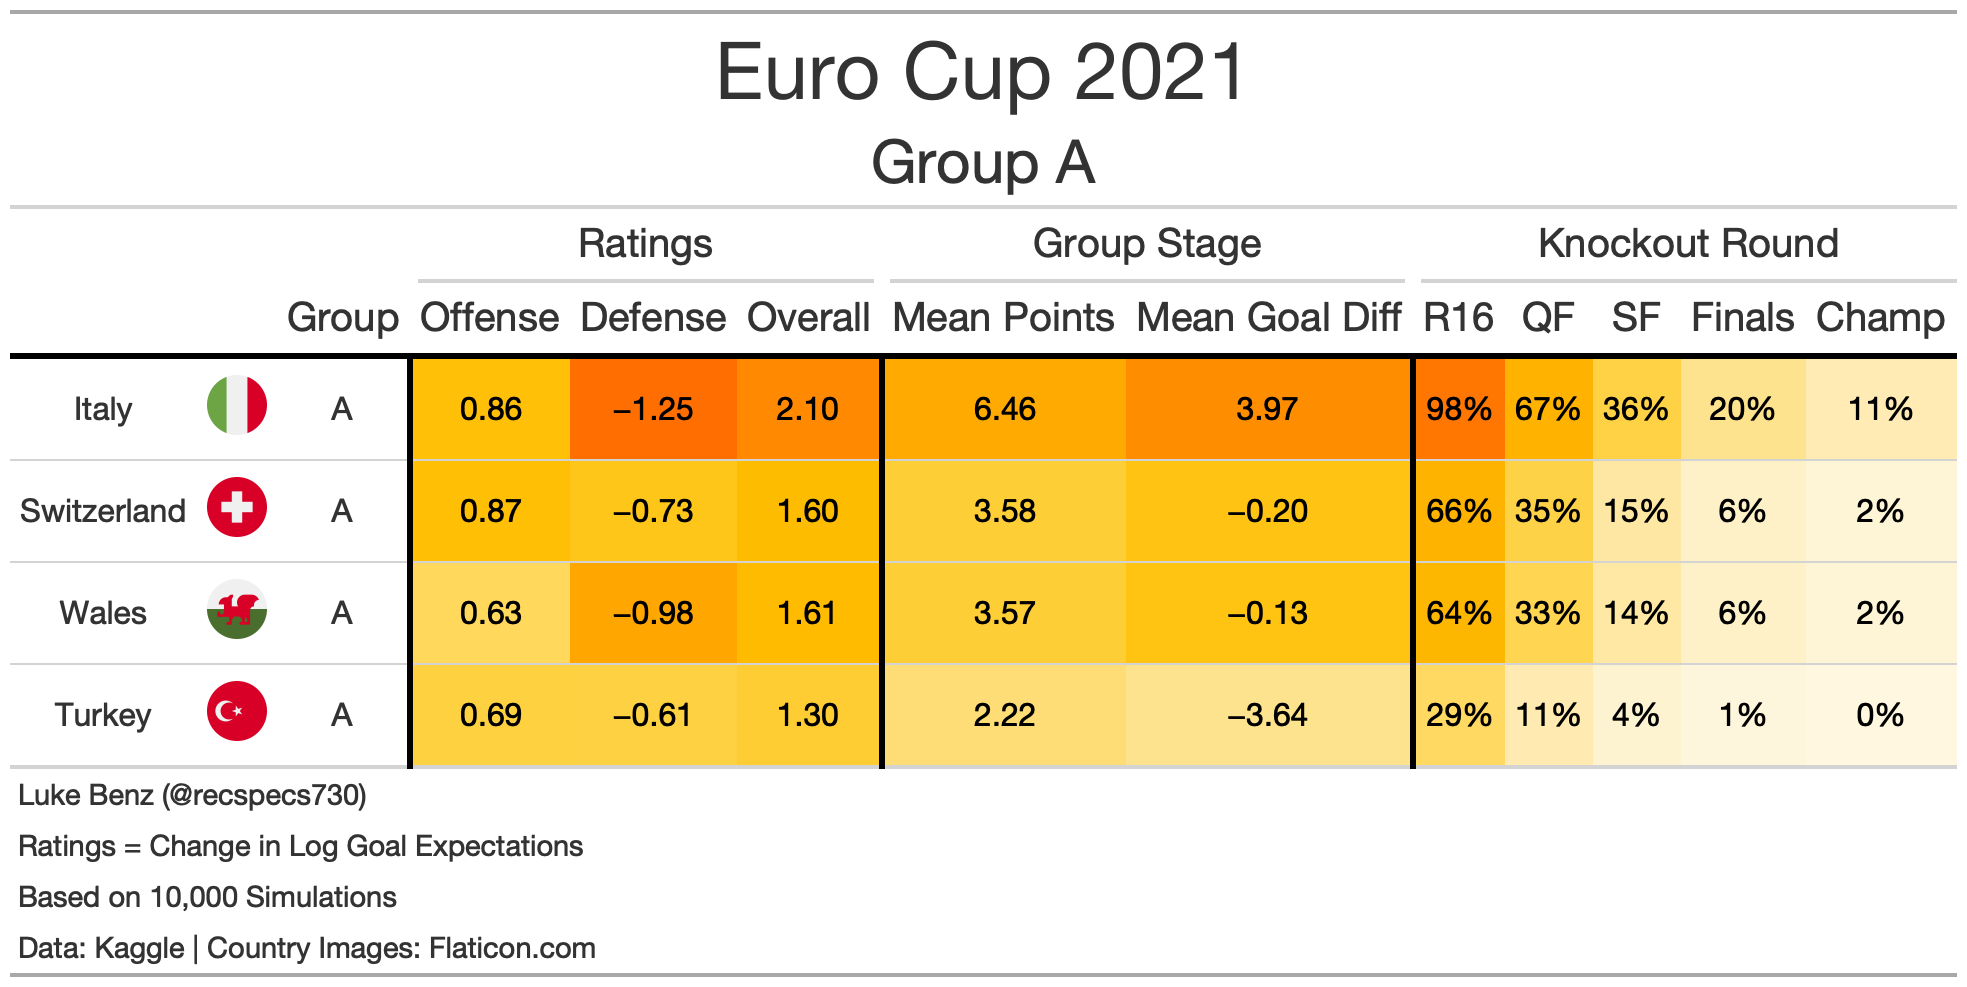 Euro Cup 2021
Group A
Ratings Group Stage Knockout Round
Group Offense Defense Overall Mean Points Mean Goal Diff R16 QF SF Finals Champ
Italy A 0.86 −1.25 2.10 6.46 3.97 98% 67% 36% 20% 11%
Switzerland A 0.87 −0.73 1.60 3.58 −0.20 66% 35% 15% 6% 2%
Wales A 0.63 −0.98 1.61 3.57 −0.13 64% 33% 14% 6% 2%
Turkey A 0.69 −0.61 1.30 2.22 −3.64 29% 11% 4% 1% 0%
Luke Benz (@recspecs730)
Ratings = Change in Log Goal Expectations
Based on 10,000 Simulations
Data: Kaggle | Country Images: Flaticon.com